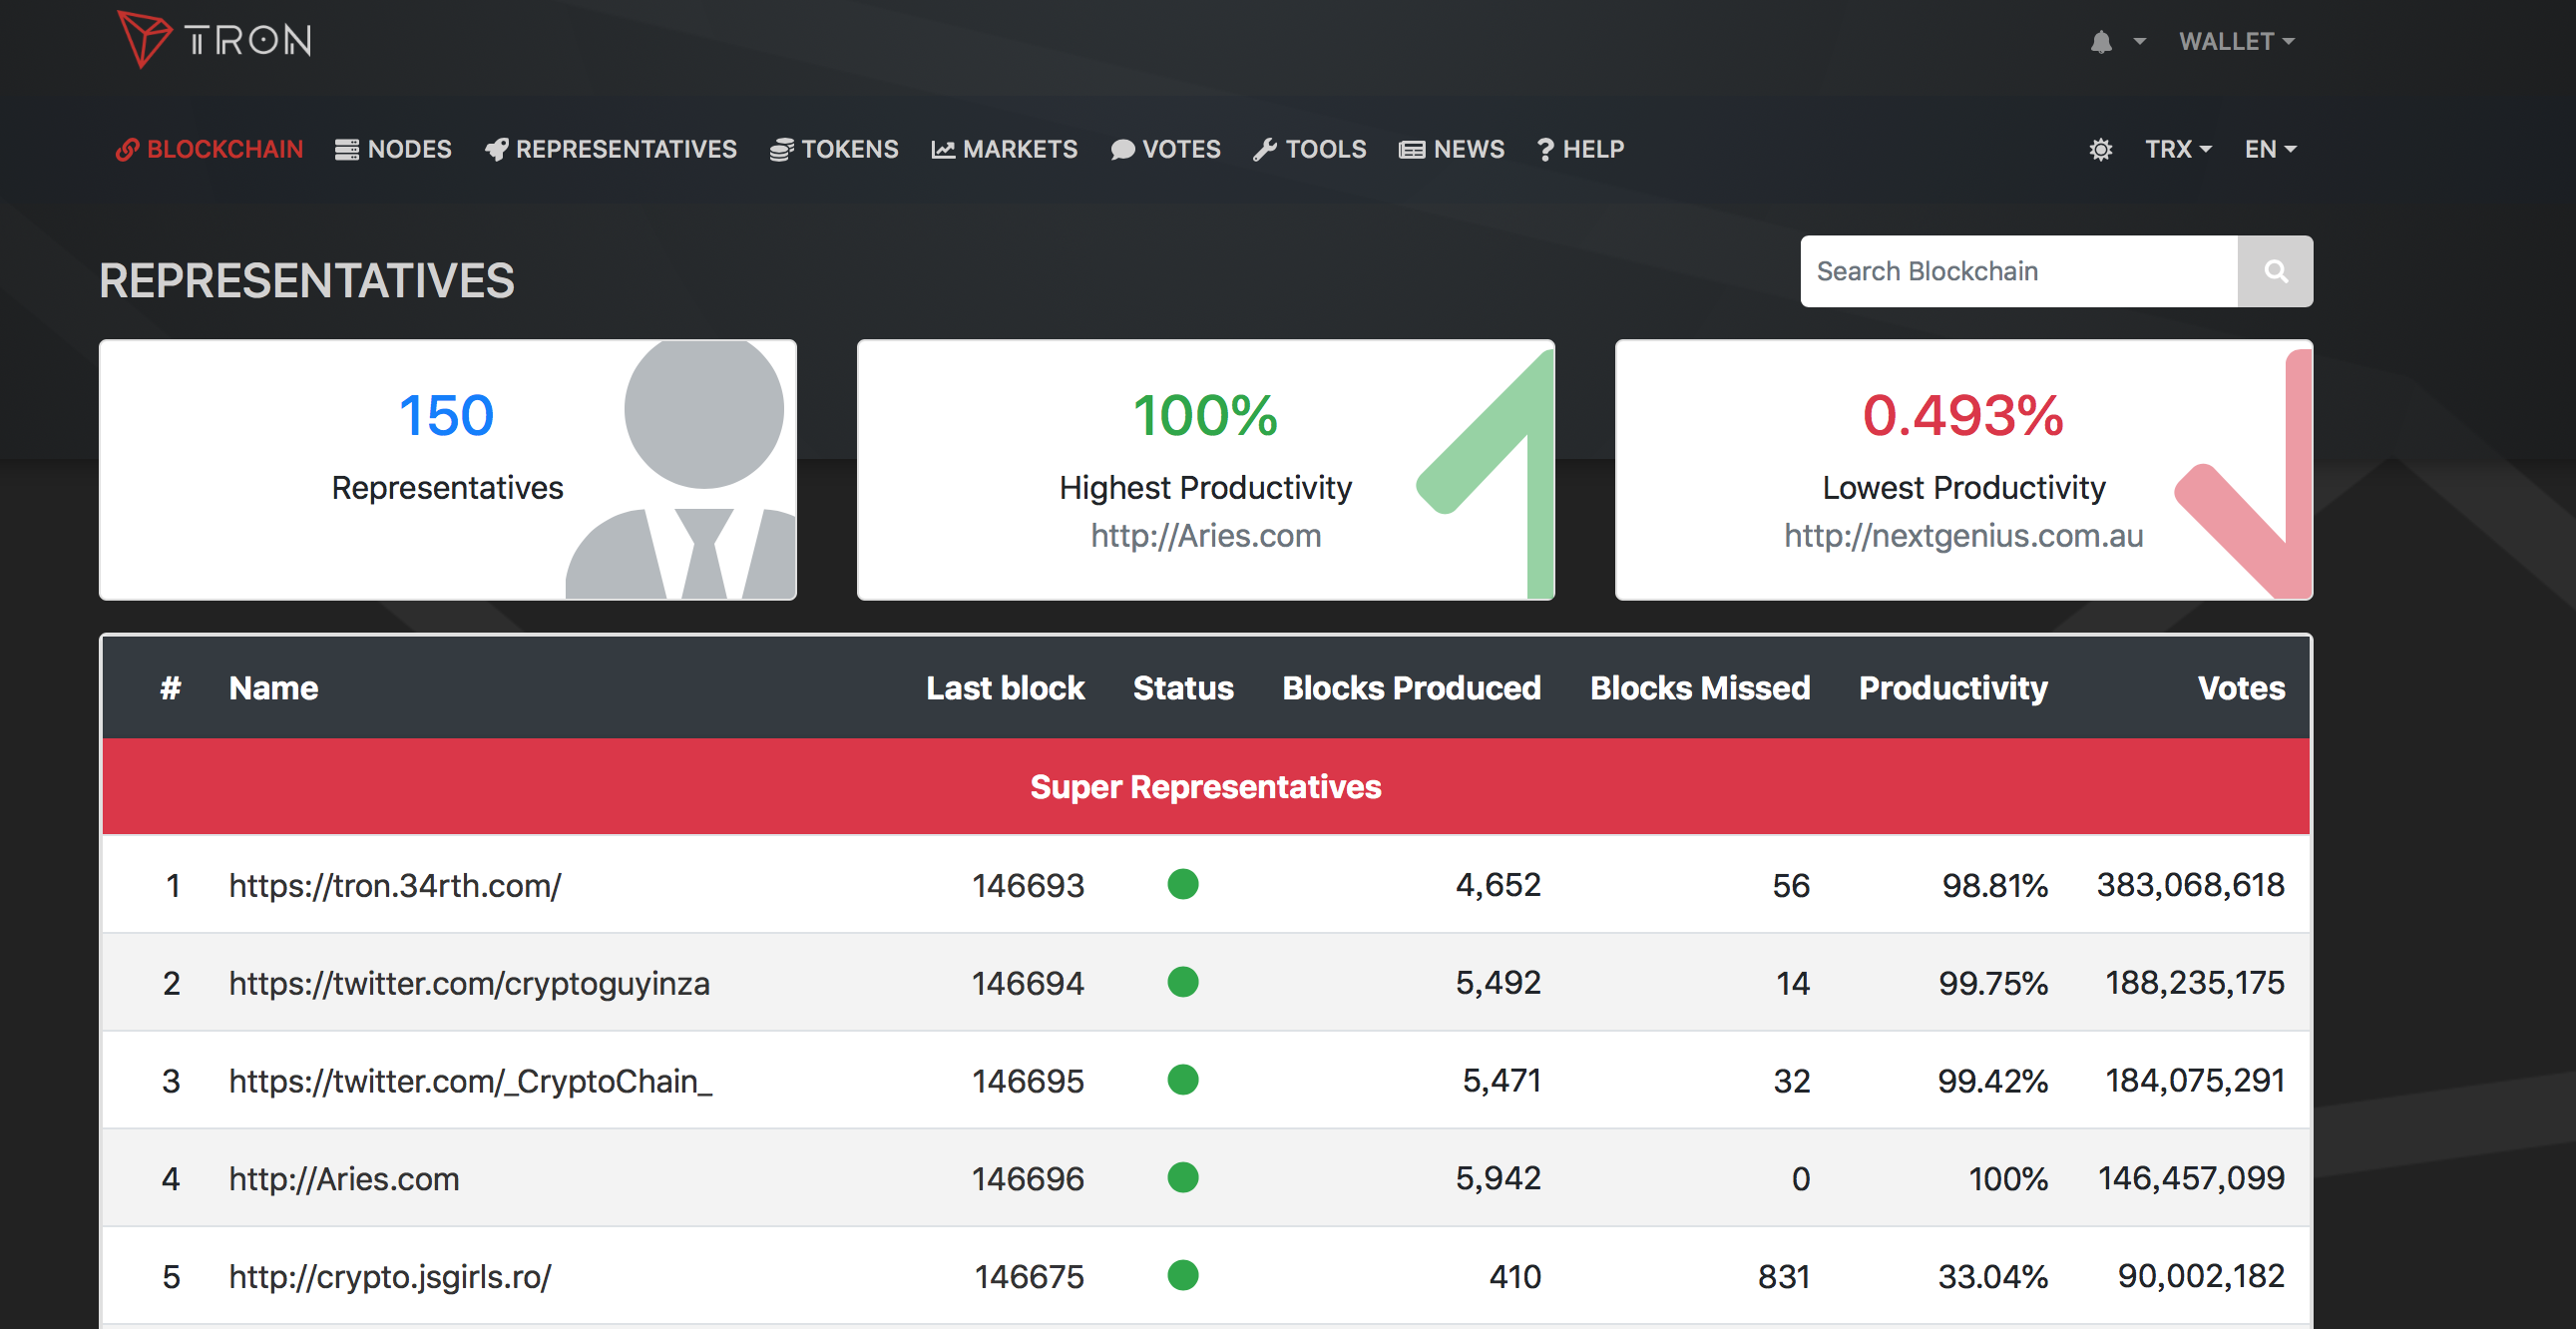 TRON
WALLET
BLOCKCHAIN NODES REPRESENTATIVES TOKENS MARKETS VOTES TOOLS NEWS ? HELP TRX EN
REPRESENTATIVES
Search Blockchain
150
Representatives
100%
Highest Productivity
http://Aries.com
0.493%
Lowest Productivity
http://nextgenius.com.au
# Name Last block Status Blocks Produced Blocks Missed Productivity Votes
Super Representatives
1 https://tron.34rth.com/ 146693 4,652 56 98.81% 383,068,618
2 https://twitter.com/cryptoguyinza 146694 5,492 14 99.75% 188,235,175
3 https://twitter.com/_CryptoChain_ 146695 5,471 32 99.42% 184,075,291
4 http://Aries.com 146696 5,942 0 100% 146,457,099
5 http://crypto.jsgirls.ro/ 146675 410 831 33.04% 90,002,182